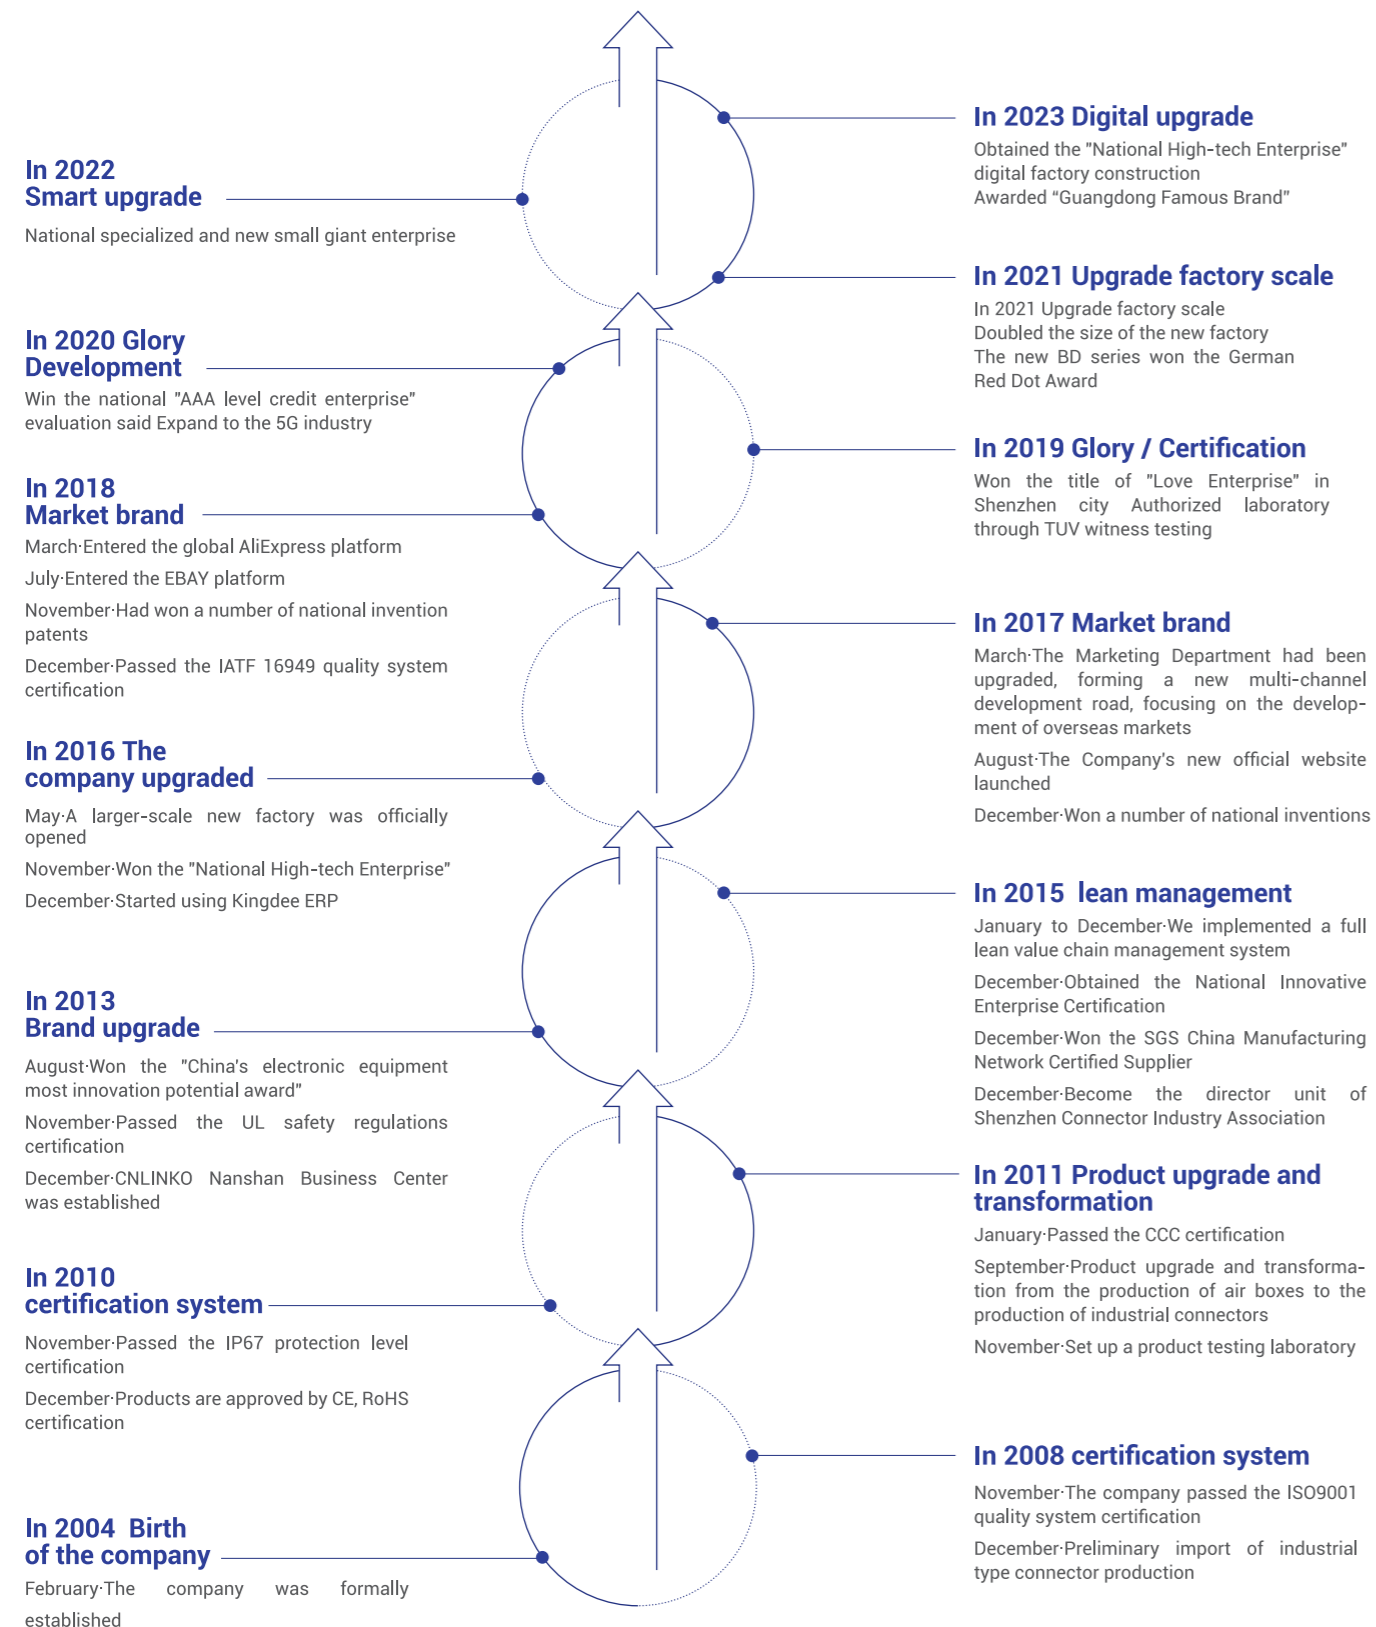 In 2022
Smart upgrade
National specialized and new small giant enterprise
In 2020 Glory
Development
Win the national "AAA level credit enterprise"
evaluation said Expand to the 5G industry
In 2018
Market brand
March·Entered the global AliExpress platform
July·Entered the EBAY platform
November·Had won a number of national invention
patents
December·Passed the IATF 16949 quality system
certification
In 2016 The
company upgraded
May·A larger-scale new factory was officially
opened
November·Won the "National High-tech Enterprise"
December·Started using Kingdee ERP
In 2013
Brand upgrade
August·Won the "China's electronic equipment
most innovation potential award"
November·Passed the UL safety regulations
certification
December·CNLINKO Nanshan Business Center
was established
In 2010
certification system
November·Passed the IP67 protection level
certification
December·Products are approved by CE, RoHS
certification
In 2004 Birth
of the company
February·The company was formally
established
In 2023 Digital upgrade
Obtained the "National High-tech Enterprise"
digital factory construction
Awarded “Guangdong Famous Brand”
In 2021 Upgrade factory scale
In 2021 Upgrade factory scale
Doubled the size of the new factory
The new BD series won the German
Red Dot Award
In 2019 Glory / Certification
Won the title of "Love Enterprise" in
Shenzhen city Authorized laboratory
through TUV witness testing
In 2017 Market brand
March·The Marketing Department had been
upgraded, forming a new multi-channel
development road, focusing on the develop-
ment of overseas markets
August·The Company's new official website
launched
December·Won a number of national inventions
In 2015 lean management
January to December·We implemented a full
lean value chain management system
December·Obtained the National Innovative
Enterprise Certification
December·Won the SGS China Manufacturing
Network Certified Supplier
December·Become the director unit of
Shenzhen Connector Industry Association
In 2011 Product upgrade and
transformation
January·Passed the CCC certification
September·Product upgrade and transforma-
tion from the production of air boxes to the
production of industrial connectors
November·Set up a product testing laboratory
In 2008 certification system
November·The company passed the ISO9001
quality system certification
December·Preliminary import of industrial
type connector production